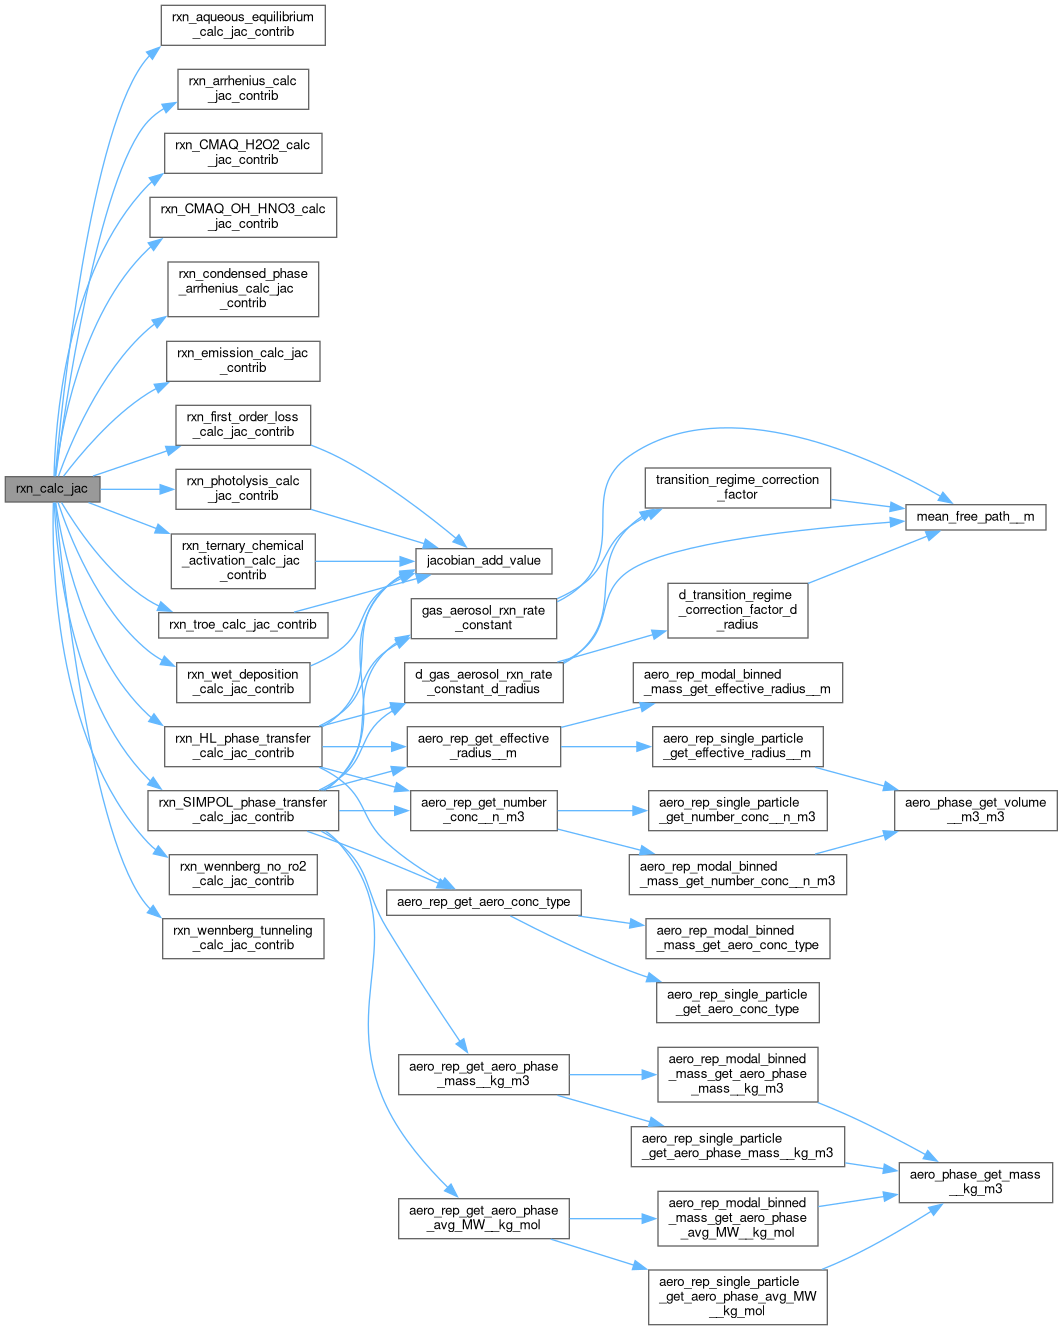 rxn_aqueous_equilibrium
_calc_jac_contrib
rxn_arrhenius_calc
_jac_contrib
rxn_CMAQ_H2O2_calc
_jac_contrib
rxn_CMAQ_OH_HNO3_calc
_jac_contrib
rxn_condensed_phase
_arrhenius_calc_jac
_contrib
rxn_emission_calc_jac
_contrib
rxn_first_order_loss
_calc_jac_contrib
rxn_calc_jac
rxn_photolysis_calc
_jac_contrib
rxn_ternary_chemical
_activation_calc_jac
_contrib
rxn_troe_calc_jac_contrib
rxn_wet_deposition
_calc_jac_contrib
rxn_HL_phase_transfer
_calc_jac_contrib
rxn_SIMPOL_phase_transfer
_calc_jac_contrib
rxn_wennberg_no_ro2
_calc_jac_contrib
rxn_wennberg_tunneling
_calc_jac_contrib
jacobian_add_value
gas_aerosol_rxn_rate
_constant
d_gas_aerosol_rxn_rate
_constant_d_radius
aero_rep_get_effective
_radius__m
aero_rep_get_number
_conc__n_m3
aero_rep_get_aero_conc_type
aero_rep_get_aero_phase
_mass__kg_m3
aero_rep_get_aero_phase
_avg_MW__kg_mol
transition_regime_correction
_factor
d_transition_regime
_correction_factor_d
_radius
aero_rep_modal_binned
_mass_get_effective_radius__m
aero_rep_single_particle
_get_effective_radius__m
aero_rep_single_particle
_get_number_conc__n_m3
aero_rep_modal_binned
_mass_get_number_conc__n_m3
aero_rep_modal_binned
_mass_get_aero_conc_type
aero_rep_single_particle
_get_aero_conc_type
aero_rep_modal_binned
_mass_get_aero_phase
_mass__kg_m3
aero_rep_single_particle
_get_aero_phase_mass__kg_m3
aero_rep_modal_binned
_mass_get_aero_phase
_avg_MW__kg_mol
aero_rep_single_particle
_get_aero_phase_avg_MW
__kg_mol
mean_free_path__m
aero_phase_get_volume
__m3_m3
aero_phase_get_mass
__kg_m3